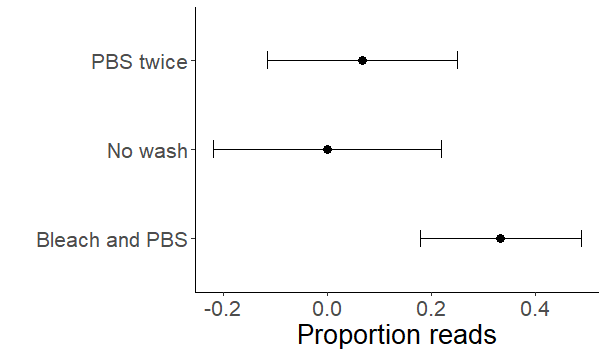 PBS twice
No wash
Bleach and PBS
-0.2 0.0 0.2 0.4
Proportion reads